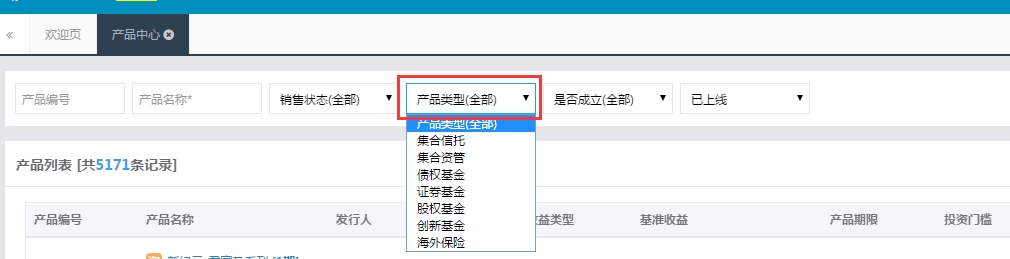 «
欢迎页
产品中心
产品编号
产品名称*
销售状态(全部)
产品类型(全部)
是否成立(全部)
已上线
产品类型(全部)
集合信托
集合资管
债权基金
证券基金
股权基金
创新基金
海外保险
产品列表 [共5171条记录]
产品编号
产品名称
发行人
益类型
基准收益
产品期限
投资门槛